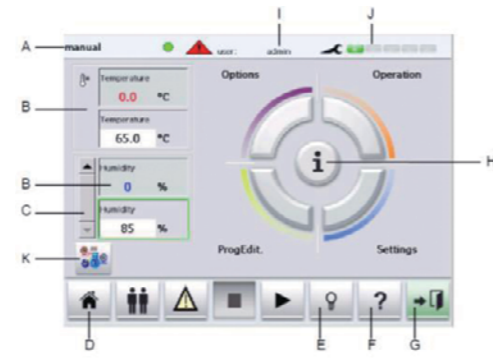 I
J
A
manual
user:
admin
Options
Operation
Temperature
0.0 °C
B
Temperature
65.0 °C
H
i
Humidity
B
0 %
C
Humidity
85 %
K
ProgEdit.
Settings
?
D
E
F
G